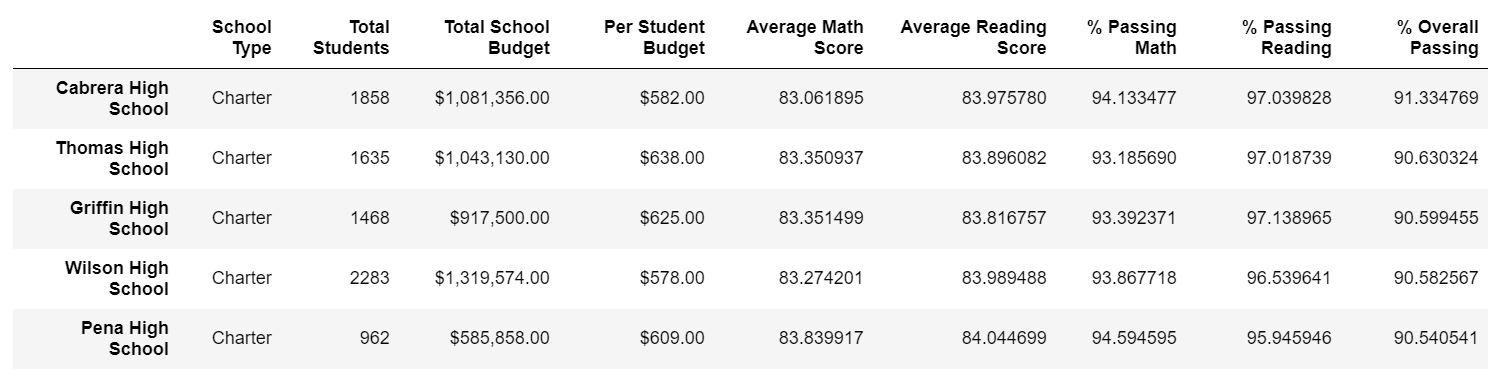 School Type Total Students Total School Budget Per Student Budget Average Math Score Average Reading Score % Passing Math % Passing Reading % Overall Passing
Cabrera High School Charter 1858 $1,081,356.00 $582.00 83.061895 83.975780 94.133477 97.039828 91.334769
Thomas High School Charter 1635 $1,043,130.00 $638.00 83.350937 83.896082 93.185690 97.018739 90.630324
Griffin High School Charter 1468 $917,500.00 $625.00 83.351499 83.816757 93.392371 97.138965 90.599455
Wilson High School Charter 2283 $1,319,574.00 $578.00 83.274201 83.989488 93.867718 96.539641 90.582567
Pena High School Charter 962 $585,858.00 $609.00 83.839917 84.044699 94.594595 95.945946 90.540541